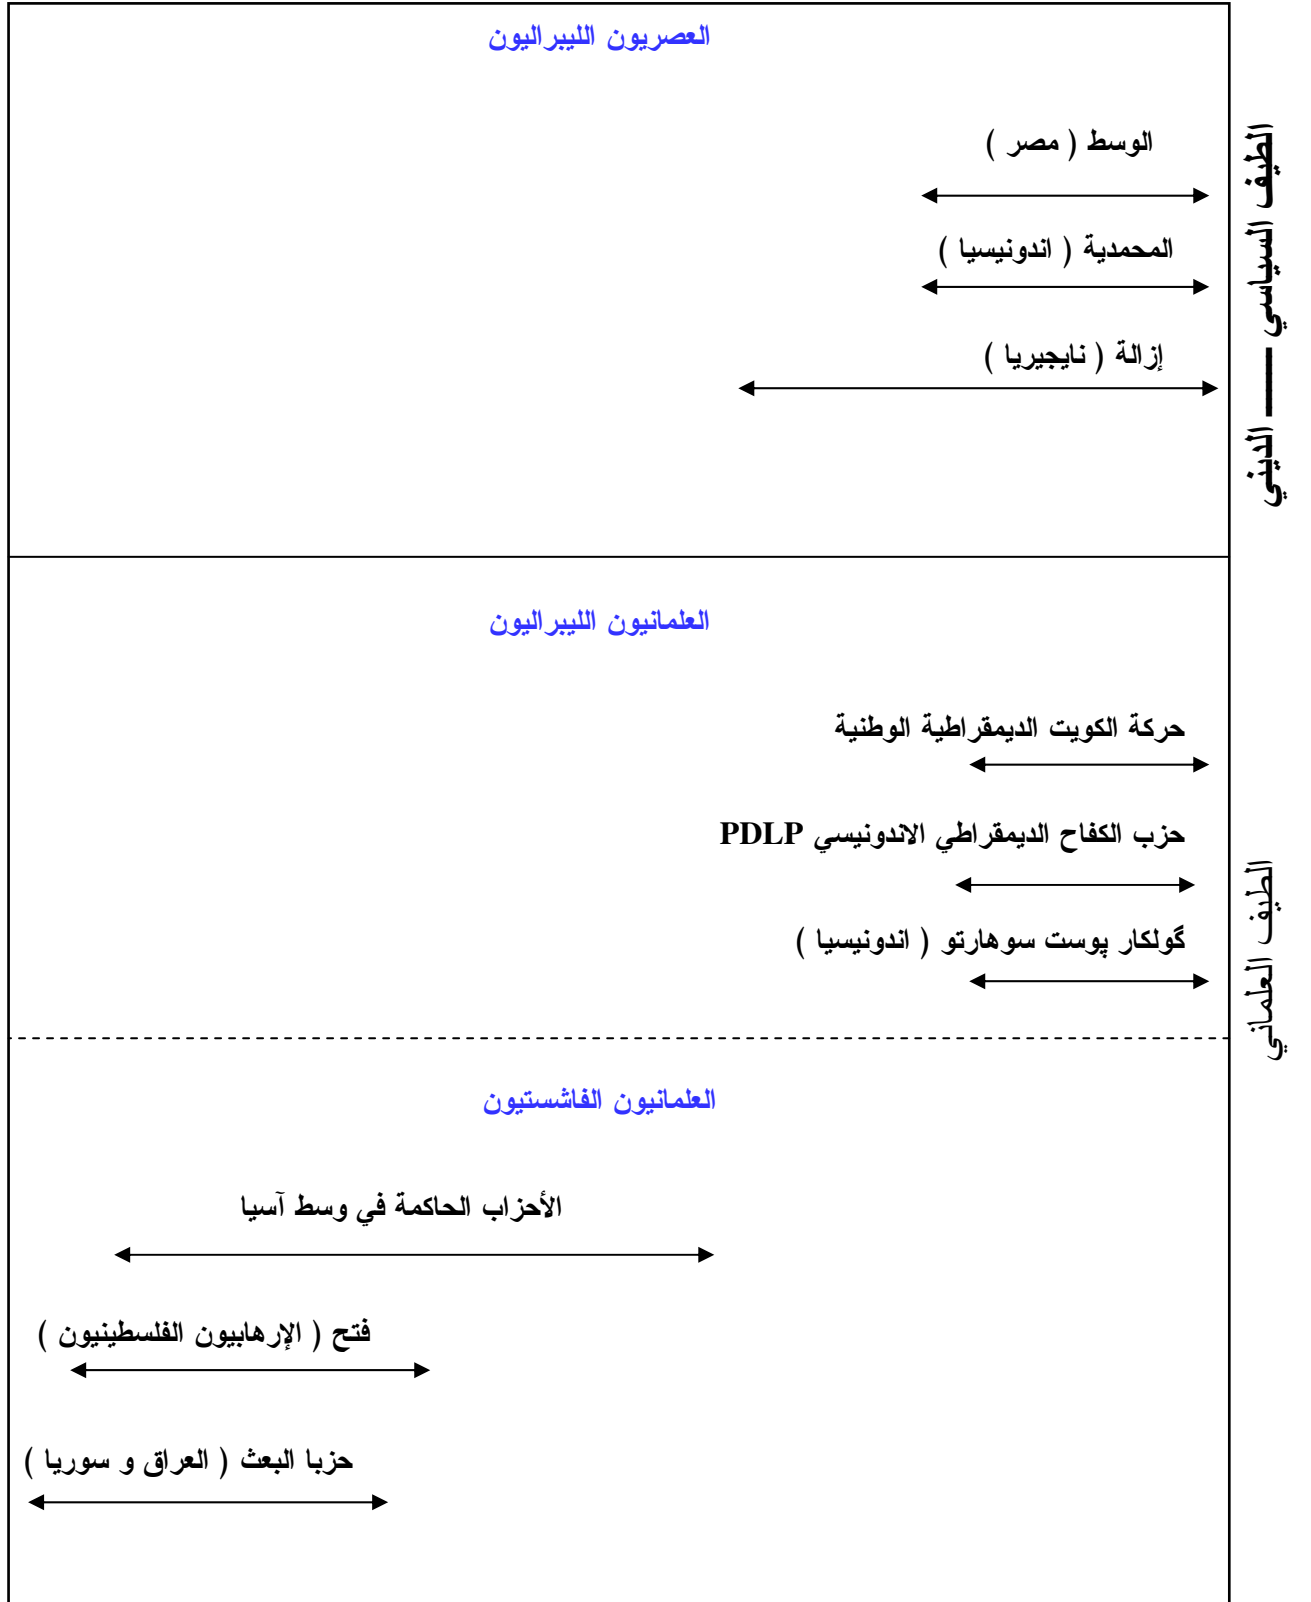 العصريون الليبراليون
الوسط ( مصر )
المحمدية ( اندونيسيا )
إزالة ( نايجيريا )
الطيف السياسي ــــــ الديني
العلمانيون الليبراليون
حركة الكويت الديمقراطية الوطنية
حزب الكفاح الديمقراطي الاندونيسي PDLP
گولكار پوست سوهارتو ( اندونيسيا )
الطيف العلماني
العلمانيون الفاشستيون
الأحزاب الحاكمة في وسط آسيا
فتح ( الإرهابيون الفلسطينيون )
حزبا البعث ( العراق و سوريا )